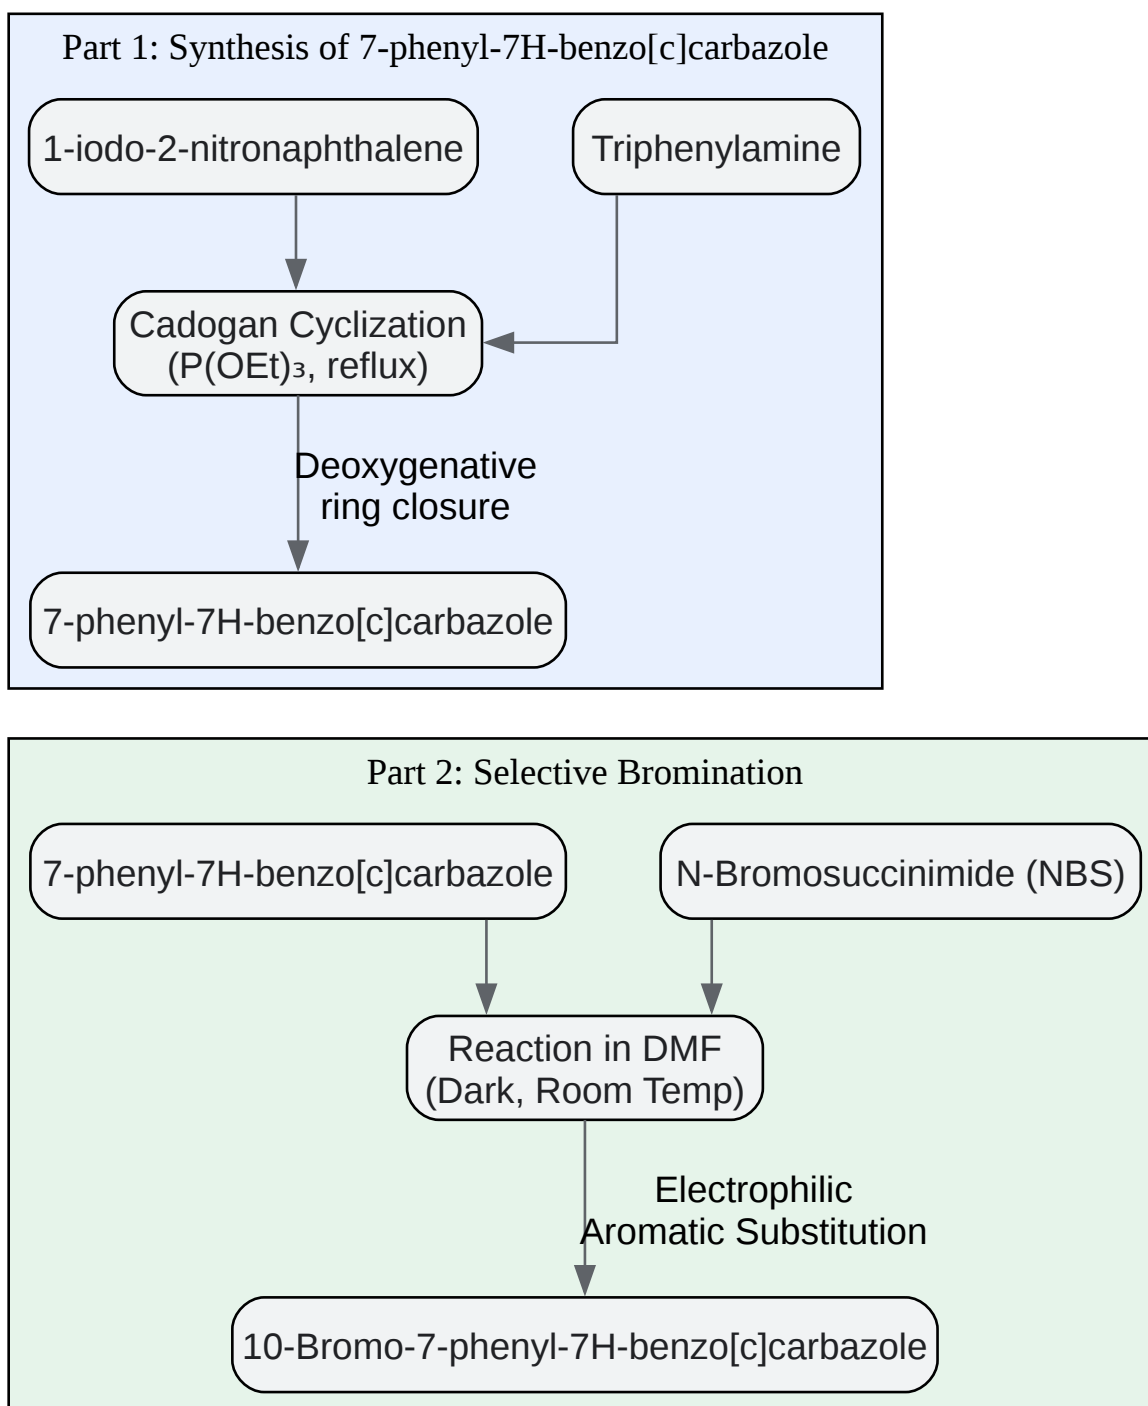 Part 1: Synthesis of 7-phenyl-7H-benzo[c]carbazole
1-iodo-2-nitronaphthalene
Triphenylamine
Cadogan Cyclization
(P(OEt)₃, reflux)
Deoxygenative
ring closure
7-phenyl-7H-benzo[c]carbazole
Part 2: Selective Bromination
7-phenyl-7H-benzo[c]carbazole
N-Bromosuccinimide (NBS)
Reaction in DMF
(Dark, Room Temp)
Electrophilic
Aromatic Substitution
10-Bromo-7-phenyl-7H-benzo[c]carbazole